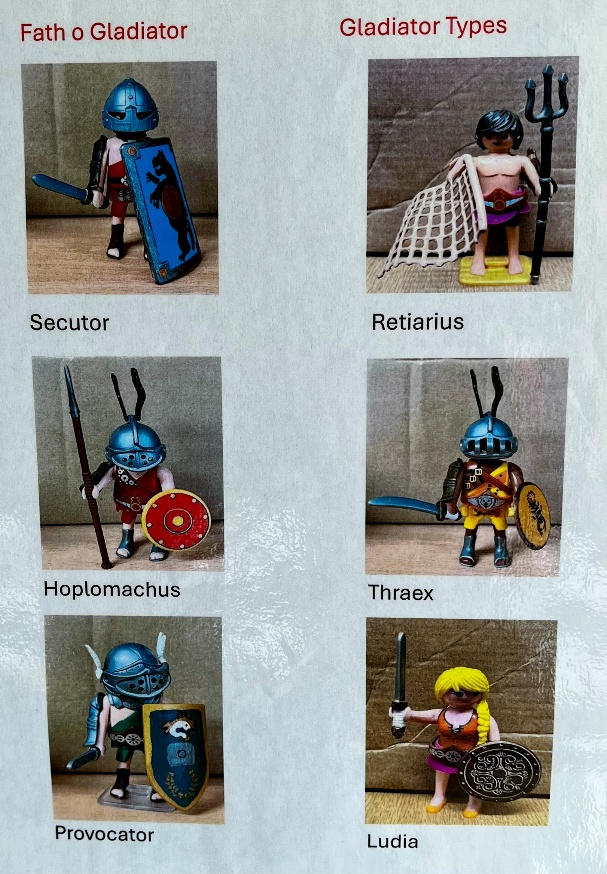 Fath o Gladiator
Gladiator Types
Secutor
Retiarius
Hoplomachus
Thraex
Provocator
Ludia